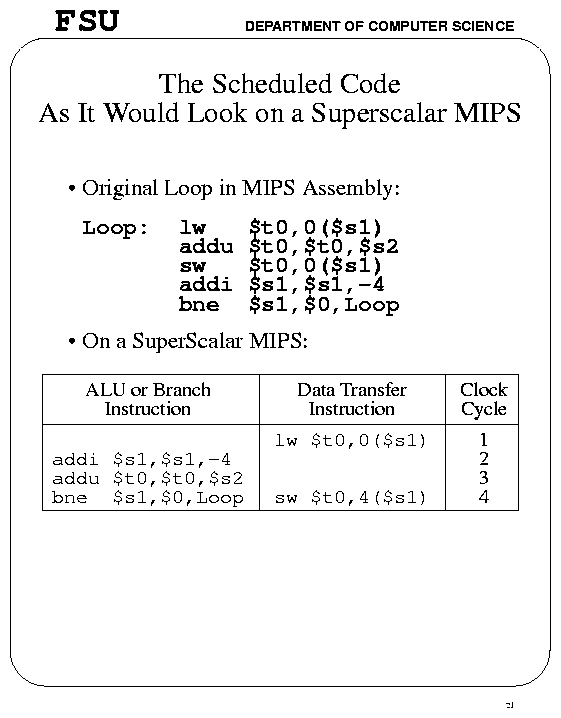 FSU DEPARTMENT OF COMPUTER SCIENCE
The Scheduled Code
As It Would Look on a Superscalar MIPS
• Original Loop in MIPS Assembly:
Loop: lw $t0,0($s1)
addu $t0,$t0,$s2
sw $t0,0($s1)
addi $s1,$s1,−4
bne $s1,$0,Loop
• On a SuperScalar MIPS:
ALU or Branch Data Transfer Clock
Instruction Instruction Cycle
lw $t0,0($s1) 1
addi $s1,$s1,−4 2
addu $t0,$t0,$s2 3
bne $s1,$0,Loop sw $t0,4($s1) 4